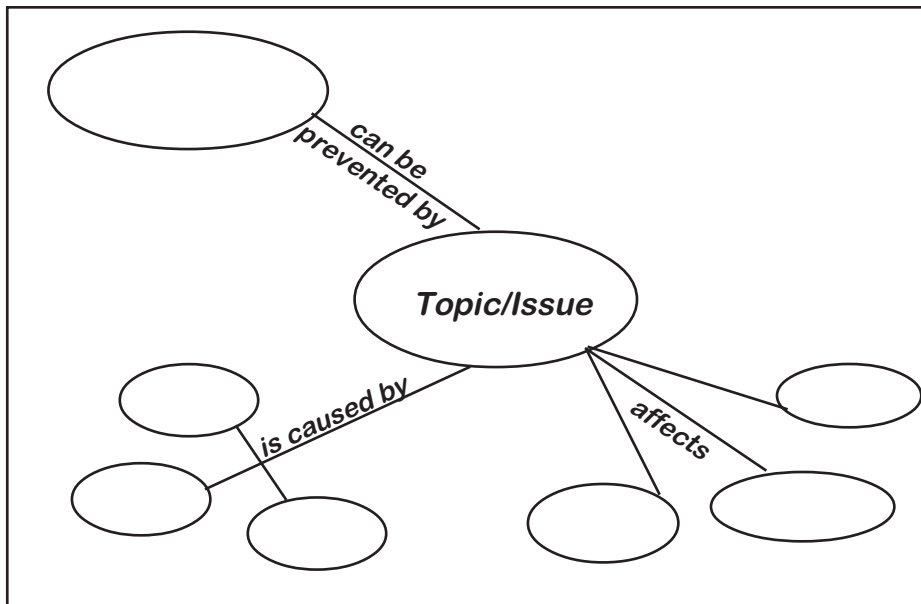 can be
prevented by
Topic/Issue
is caused by
affects